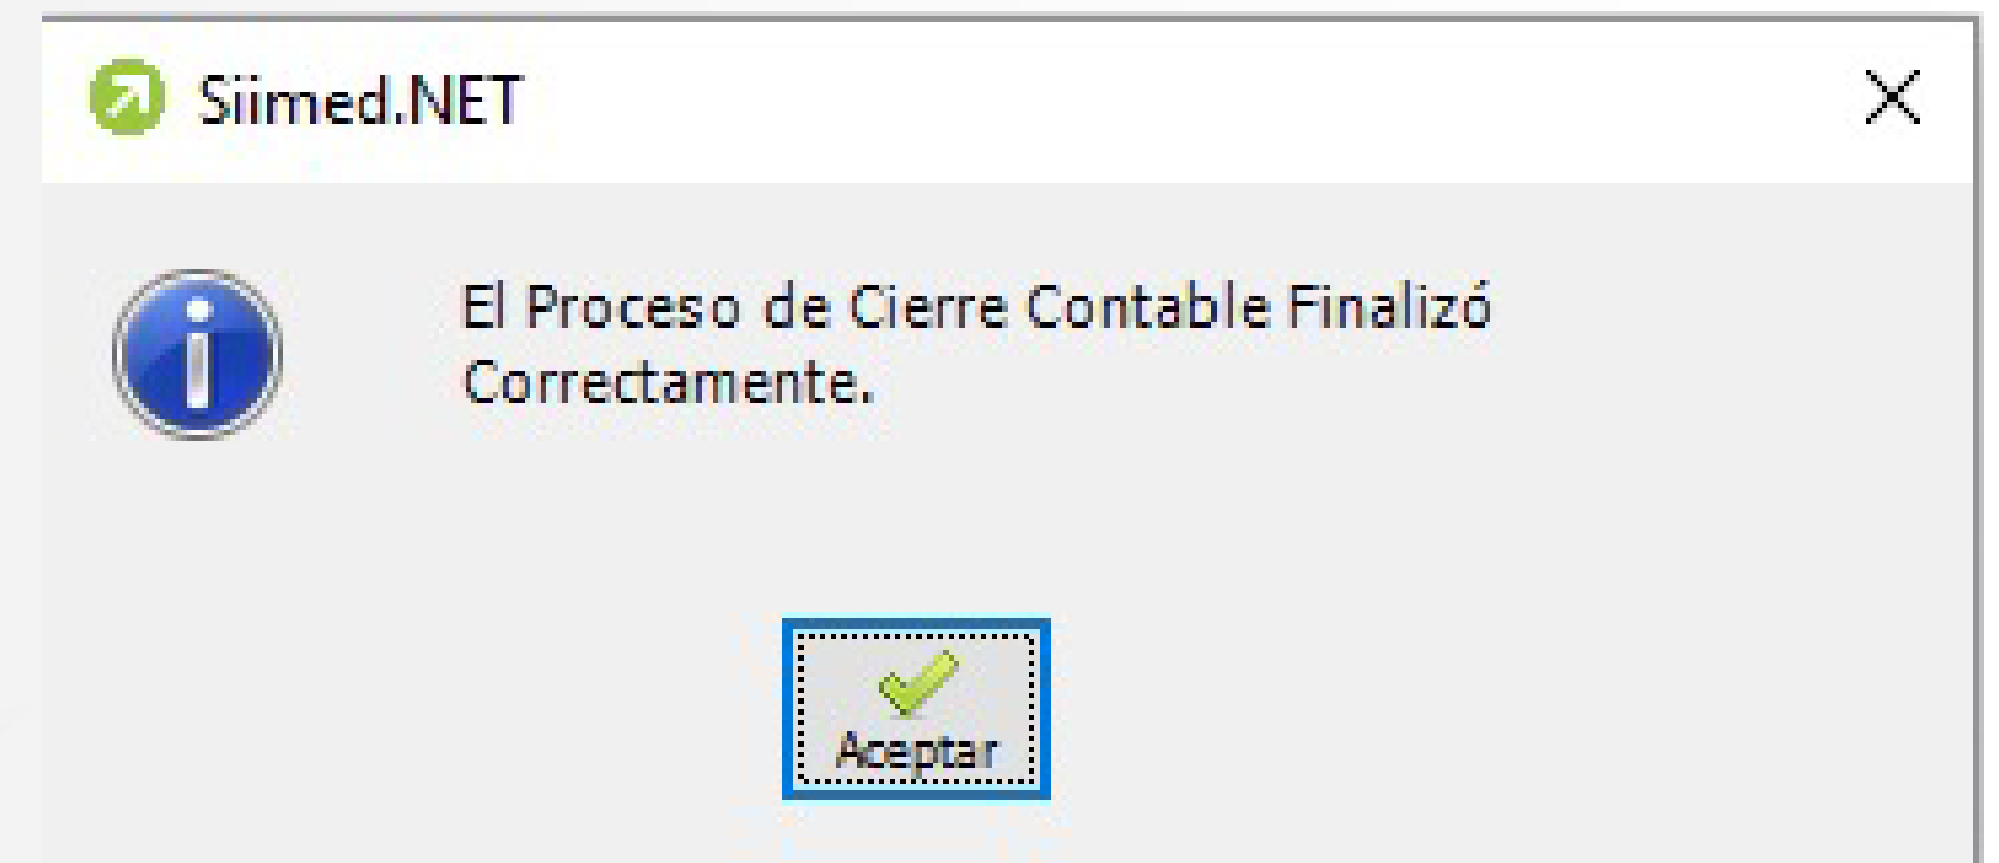 Siimed.NET
El Proceso de Cierre Contable Finalizó
Correctamente.
Aceptar